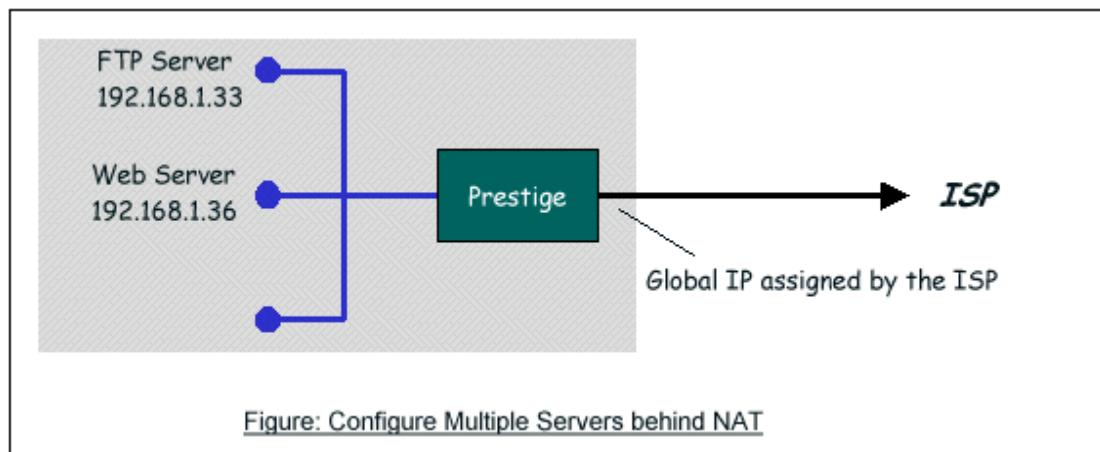 FTP Server
192.168.1.33
Web Server
192.168.1.36
Prestige
ISP
Global IP assigned by the ISP
Figure: Configure Multiple Servers behind NAT